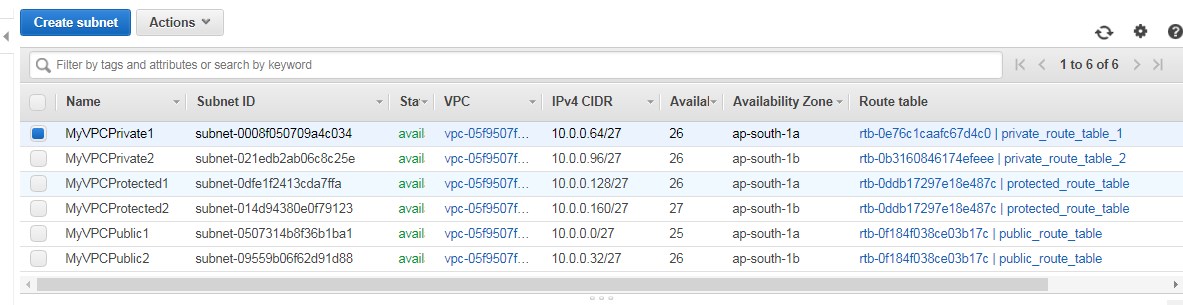 Create subnet Actions
Filter by tags and attributes or search by keyword 1 to 6 of 6
Name Subnet ID Sta VPC IPv4 CIDR Availal Availability Zone Route table
MyVPCPrivate1 subnet-0008f050709a4c034 avail vpc-05f9507f... 10.0.0.64/27 26 ap-south-1a rtb-0e76c1caafc67d4c0 | private_route_table_1
MyVPCPrivate2 subnet-021edb2ab06c8c25e avail vpc-05f9507f... 10.0.0.96/27 26 ap-south-1b rtb-0b3160846174efeee | private_route_table_2
MyVPCProtected1 subnet-0dfe1f2413cda7ffa avail vpc-05f9507f... 10.0.0.128/27 26 ap-south-1a rtb-0ddb17297e18e487c | protected_route_table
MyVPCProtected2 subnet-014d94380e0f79123 avail vpc-05f9507f... 10.0.0.160/27 27 ap-south-1b rtb-0ddb17297e18e487c | protected_route_table
MyVPCPublic1 subnet-0507314b8f36b1ba1 avail vpc-05f9507f... 10.0.0.0/27 25 ap-south-1a rtb-0f184f038ce03b17c | public_route_table
MyVPCPublic2 subnet-09559b06f62d91d88 avail vpc-05f9507f... 10.0.0.32/27 26 ap-south-1b rtb-0f184f038ce03b17c | public_route_table